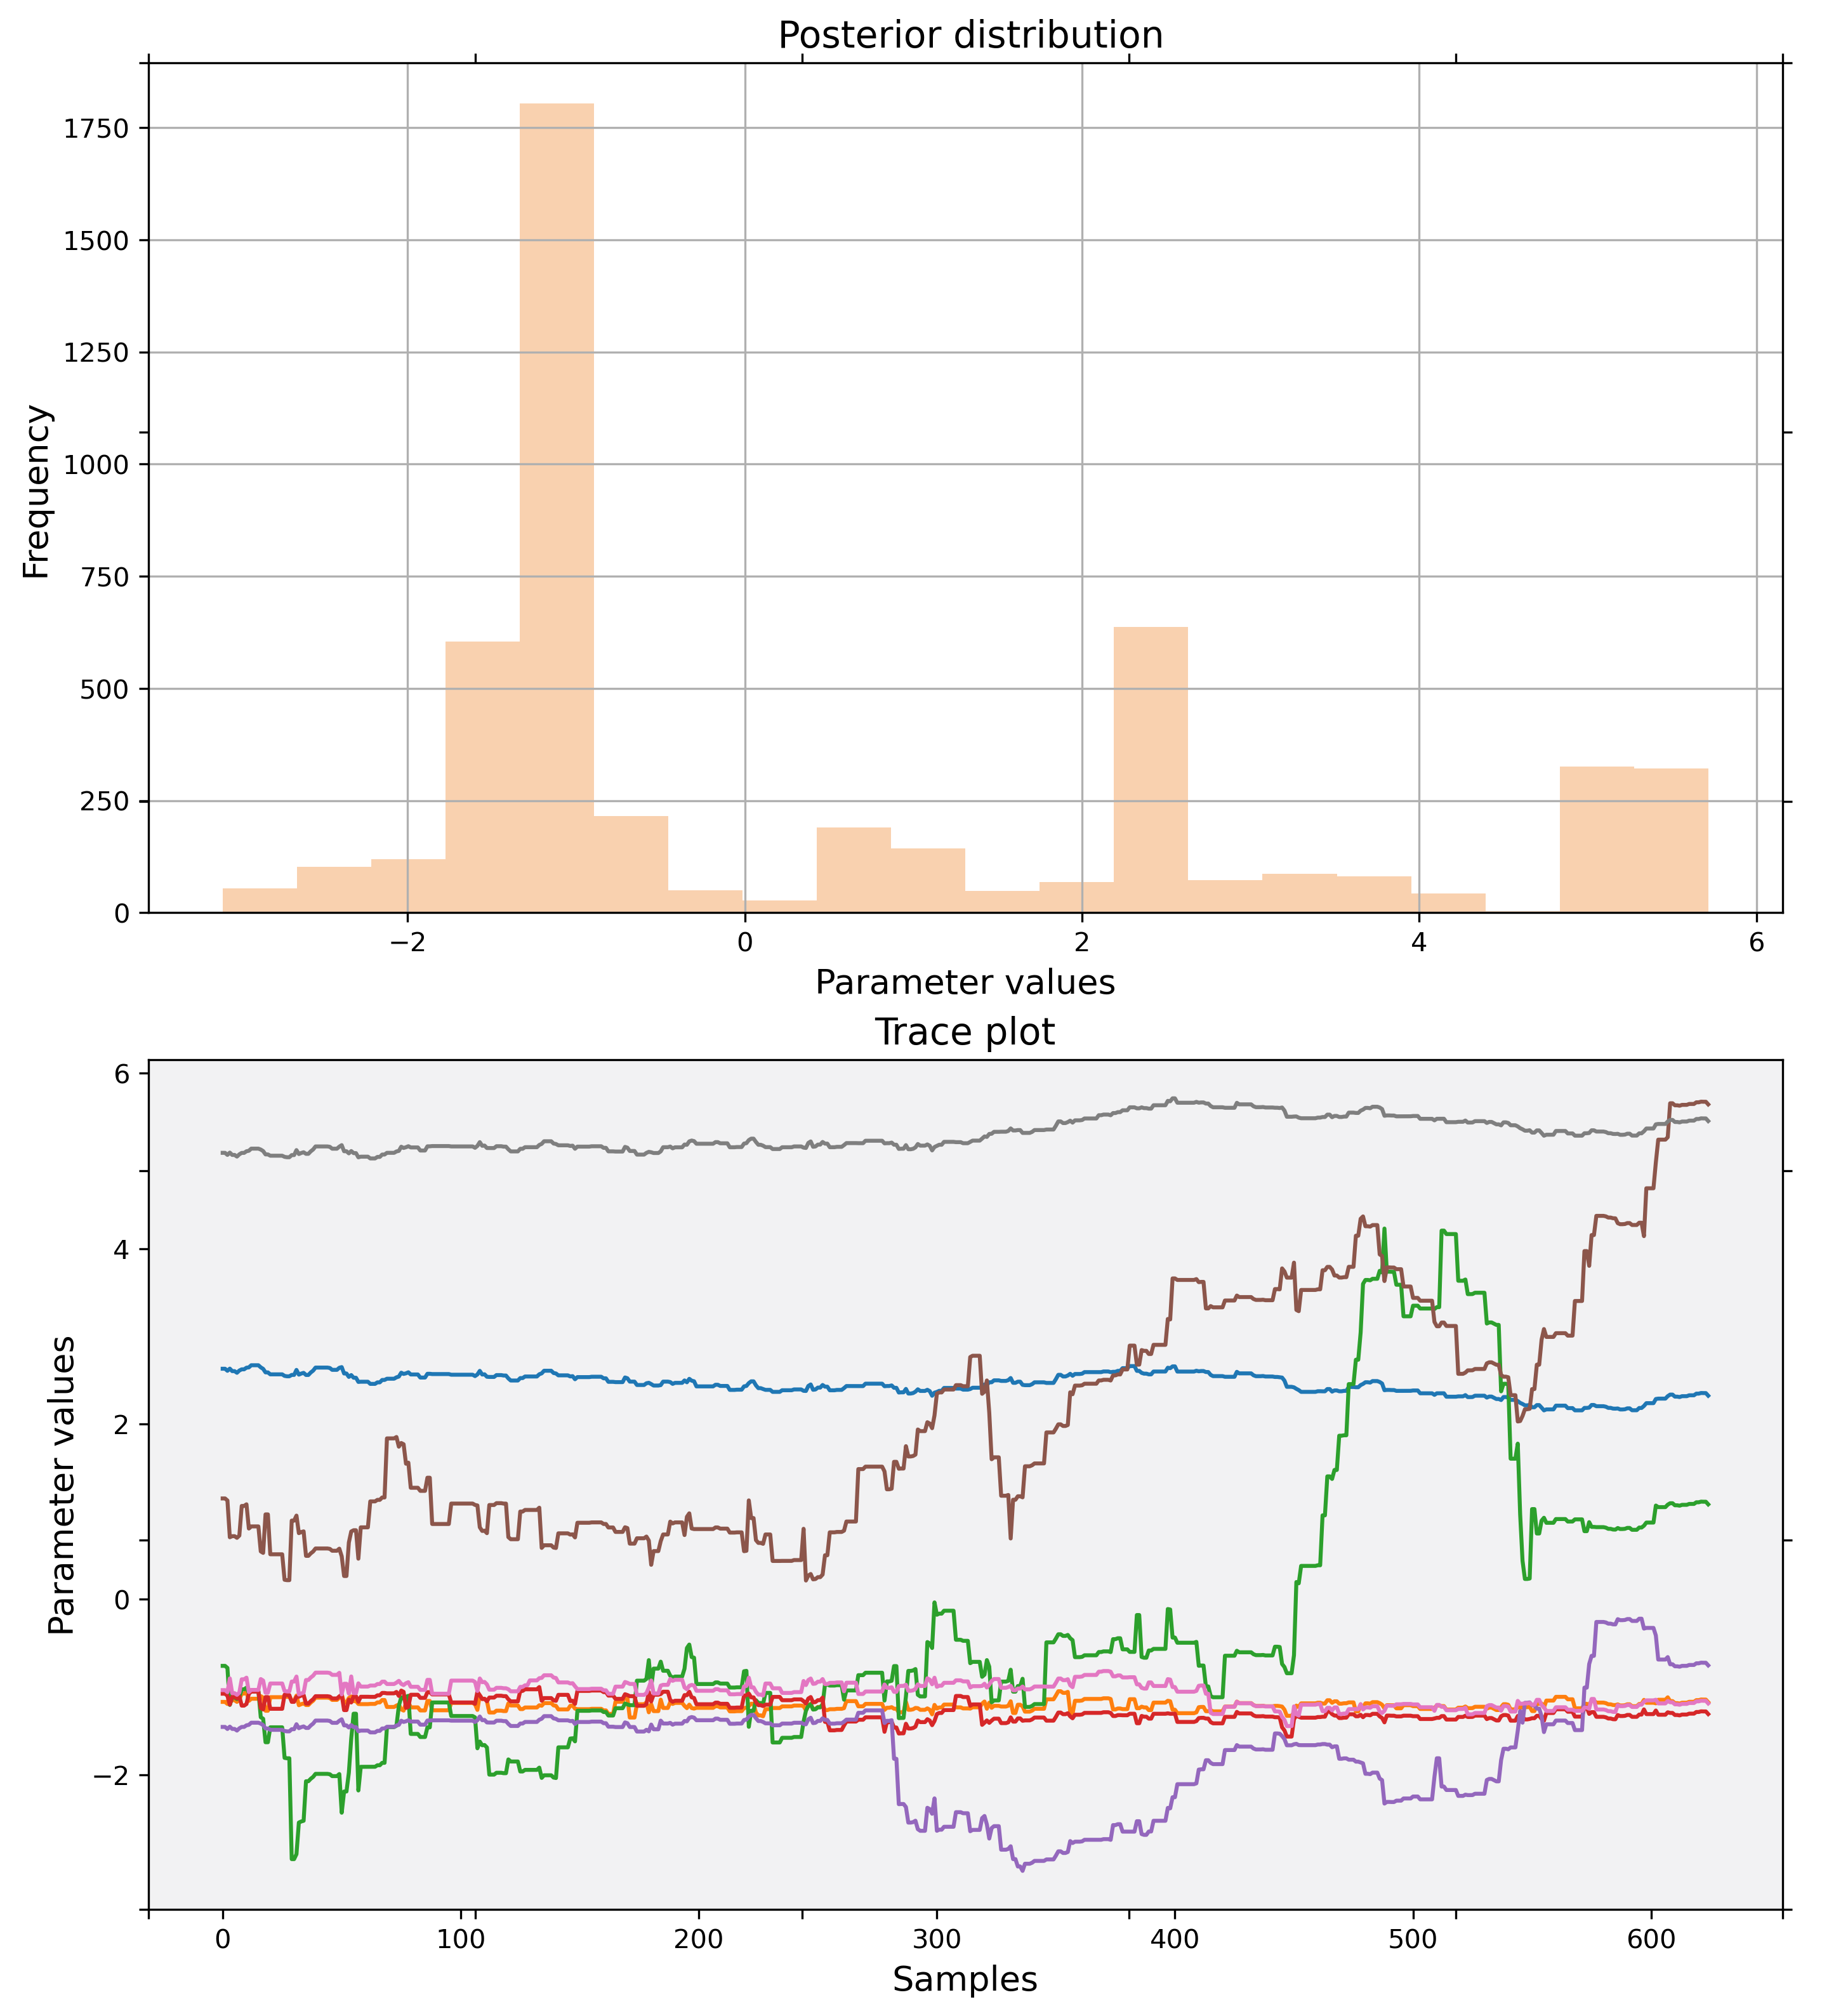 Posterior distribution
1750
1500
1250
1000
750
500
250
0
Frequency
−2 0 2 4 6
Parameter values
Trace plot
6
4
2
0
−2
Parameter values
0 100 200 300 400 500 600
Samples